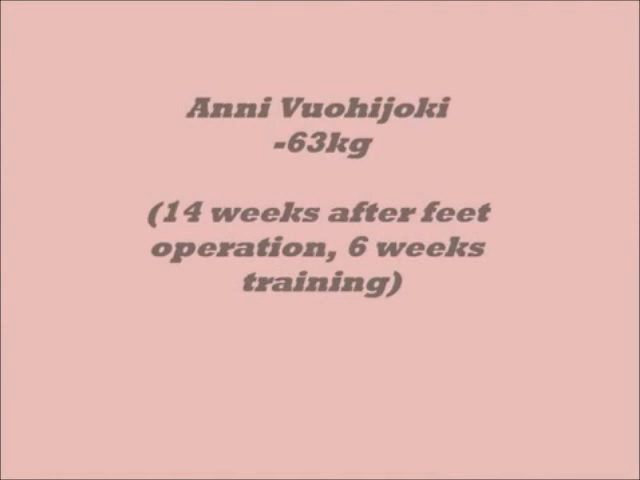 Anni Vuohijoki
-63kg
(14 weeks after feet
operation, 6 weeks
training)